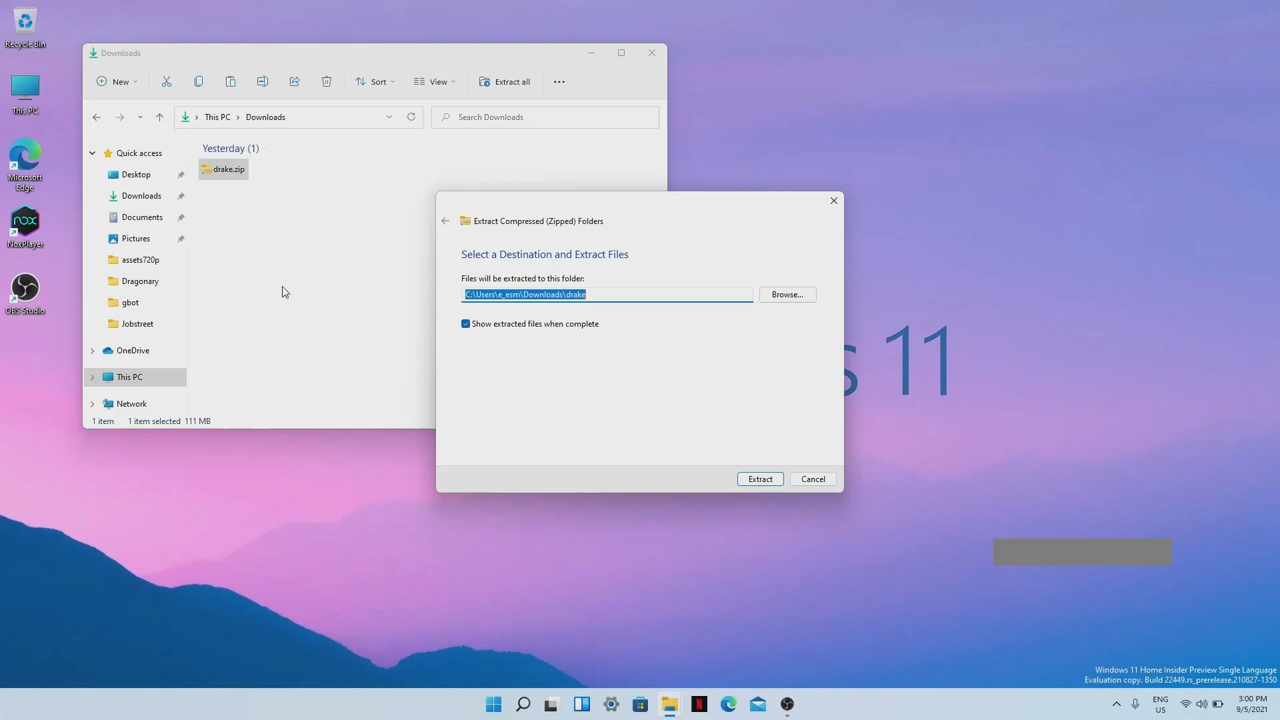 Recycle Bin
This PC
Microsoft
Edge
NoxPLayer
OBS Studio
Downloads
New
Sort
View
Extract all
This PC
Downloads
Search Downloads
Quick access
Desktop
Downloads
Documents
Pictures
assets720p
Dragonary
gbot
Jobstreet
OneDrive
This PC
Network
Yesterday (1)
drake.zip
1 item 1 item selected 111 MB
Extract Compressed (Zipped) Folders
Select a Destination and Extract Files
Files will be extracted to this folder:
C:\Users\e_esm\Downloads\drake
Browse...
Show extracted files when complete
Extract
Cancel
s 11
Windows 11 Home Insider Preview Single Language
Evaluation copy. Build 22449.rs_prerelease.210827-1350
ENG
US
3:00 PM
9/5/2021